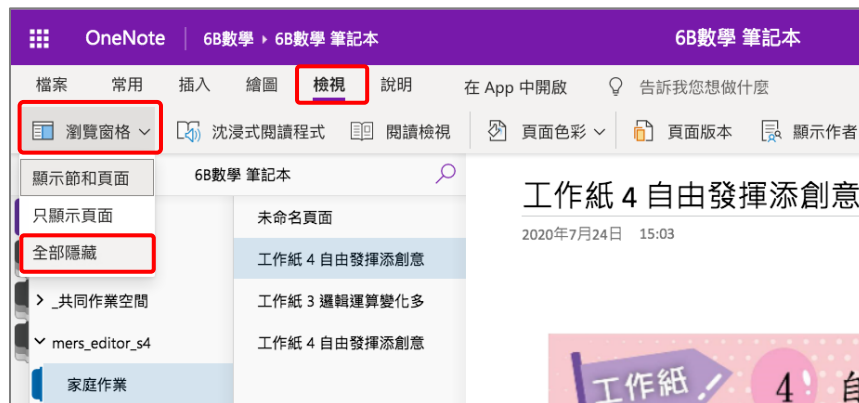 OneNote 6B數學 › 6B數學 筆記本 6B數學 筆記本
檔案 常用 插入 繪圖 檢視 說明 在 App 中開啟 告訴我您想做什麼
瀏覽窗格 沈浸式閱讀程式 閱讀檢視 頁面色彩 頁面版本 顯示作者
顯示節和頁面
只顯示頁面
全部隱藏
6B數學 筆記本
_共同作業空間
mers_editor_s4
家庭作業
未命名頁面
工作紙 4 自由發揮添創意
工作紙 3 邏輯運算變化多
工作紙 4 自由發揮添創意
工作紙 4 自由發揮添創意
2020年7月24日 15:03
工作紙 4 自